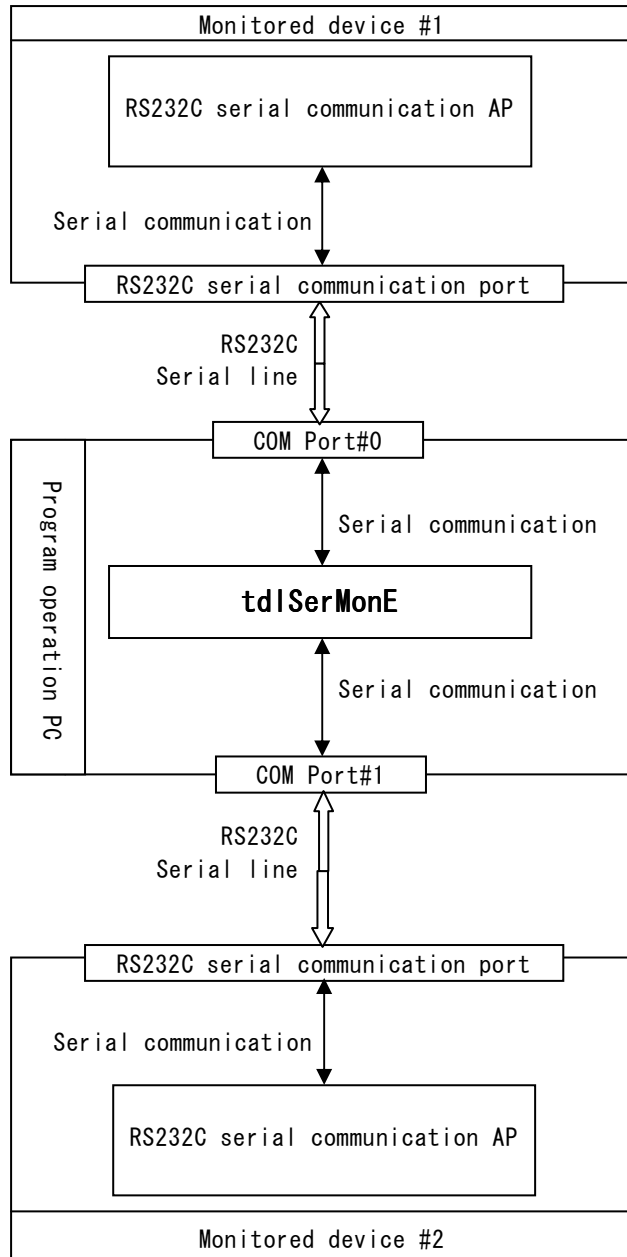 Monitored device #1
RS232C serial communication AP
Serial communication
RS232C serial communication port
RS232C
Serial line
COM Port#0
Program operation PC
Serial communication
tdlSerMonE
Serial communication
COM Port#1
RS232C
Serial line
RS232C serial communication port
Serial communication
RS232C serial communication AP
Monitored device #2